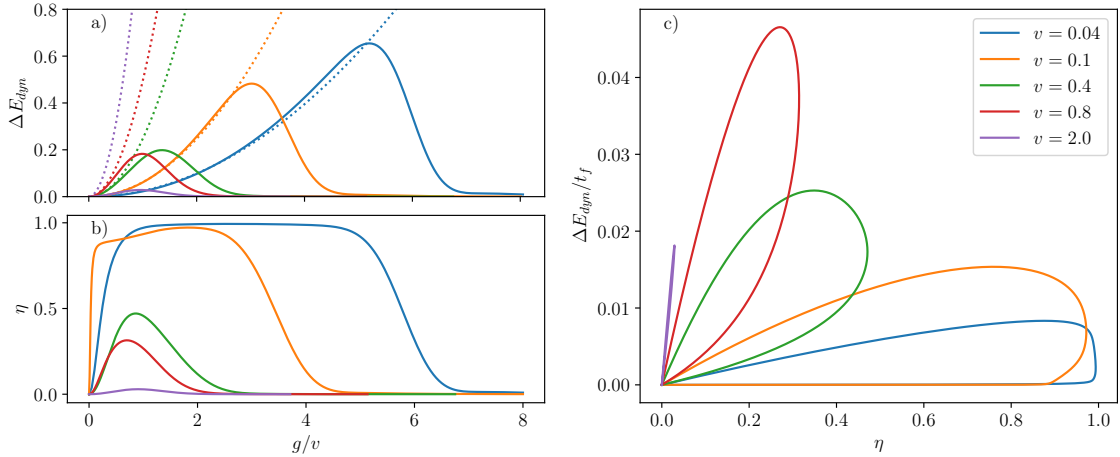 a)
0.8
0.6
0.4
0.2
0.0
ΔE_dyn
b)
1.0
0.5
0.0
η
0 2 4 6 8
g/v
c)
0.04
0.03
0.02
0.01
0.00
ΔE_dyn/t_f
0.0 0.2 0.4 0.6 0.8 1.0
η
v = 0.04
v = 0.1
v = 0.4
v = 0.8
v = 2.0